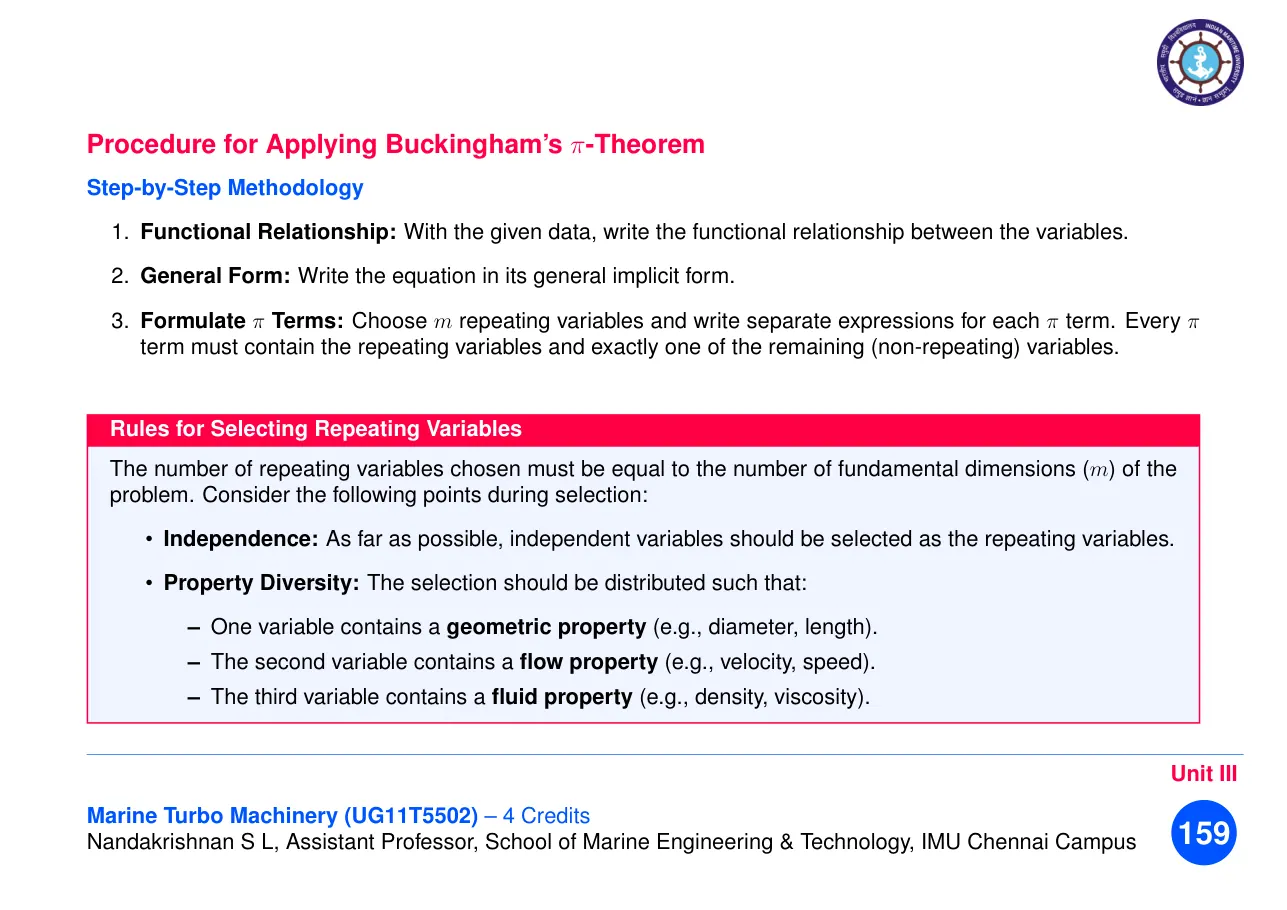 भारतीय समुद्री विश्वविद्यालय INDIAN MARITIME UNIVERSITY
Procedure for Applying Buckingham’s π-Theorem
Step-by-Step Methodology
1. Functional Relationship: With the given data, write the functional relationship between the variables.
2. General Form: Write the equation in its general implicit form.
3. Formulate π Terms: Choose m repeating variables and write separate expressions for each π term. Every π
term must contain the repeating variables and exactly one of the remaining (non-repeating) variables.
Rules for Selecting Repeating Variables
The number of repeating variables chosen must be equal to the number of fundamental dimensions (m) of the
problem. Consider the following points during selection:
• Independence: As far as possible, independent variables should be selected as the repeating variables.
• Property Diversity: The selection should be distributed such that:
– One variable contains a geometric property (e.g., diameter, length).
– The second variable contains a flow property (e.g., velocity, speed).
– The third variable contains a fluid property (e.g., density, viscosity).
Unit III
Marine Turbo Machinery (UG11T5502) – 4 Credits
Nandakrishnan S L, Assistant Professor, School of Marine Engineering & Technology, IMU Chennai Campus
159